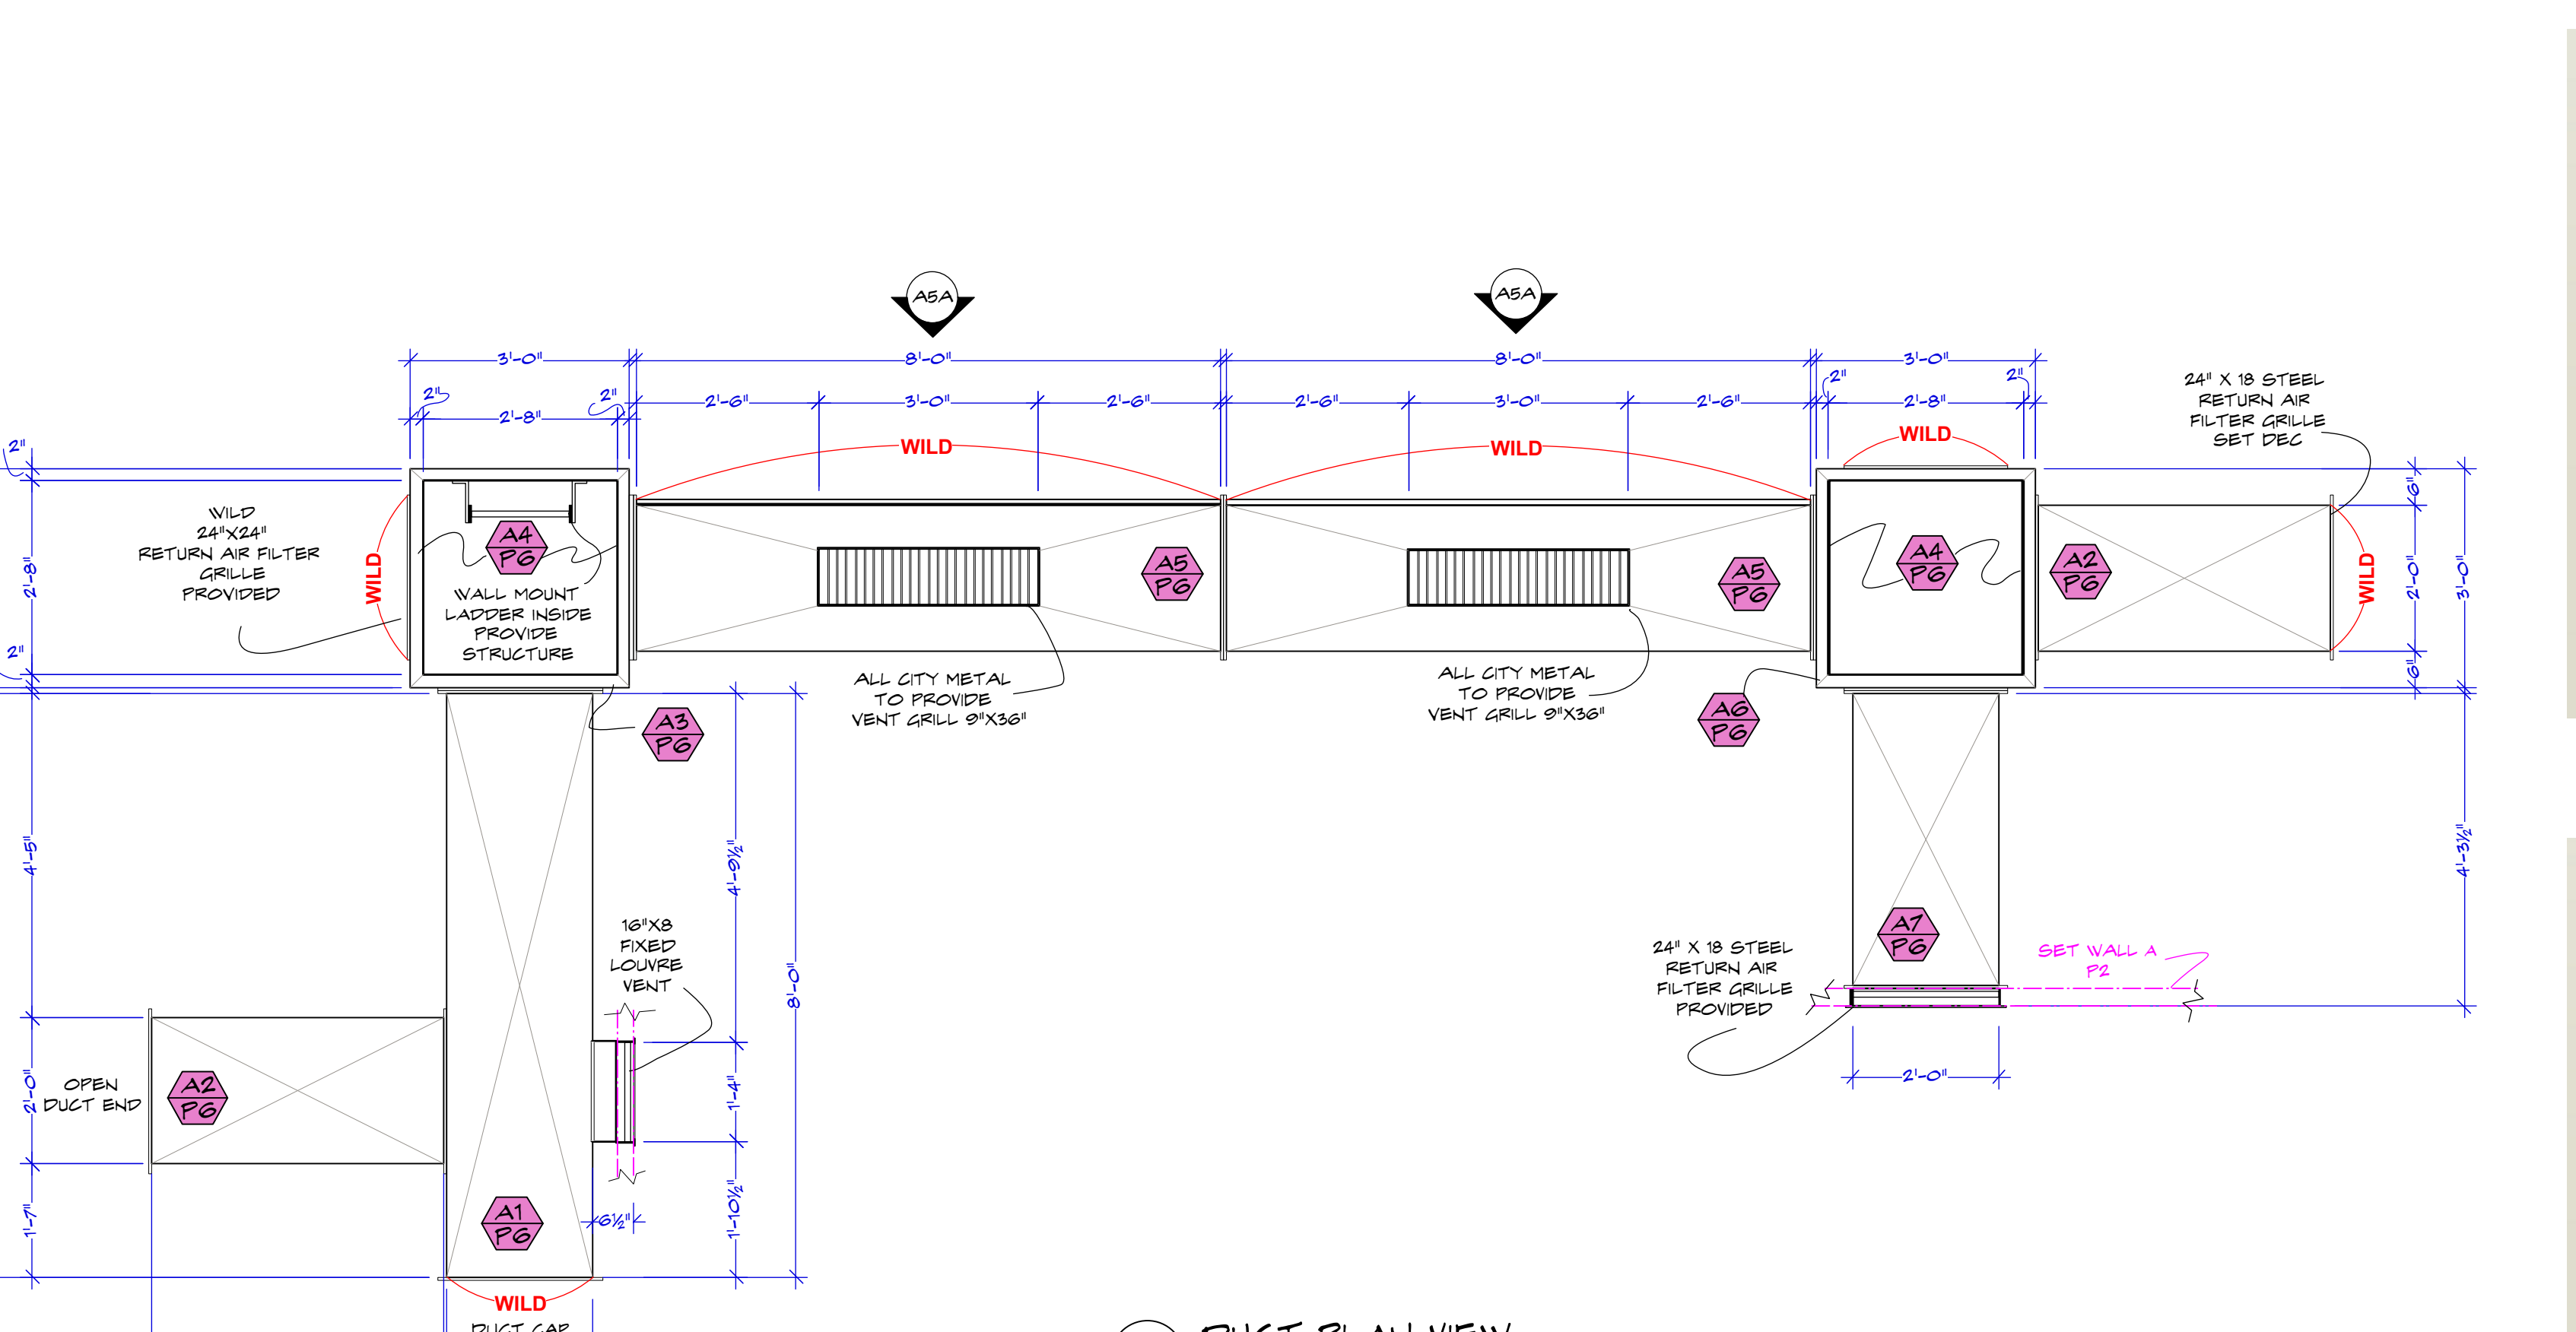 A5A
A5A
3'-0"
8'-0"
8'-0"
3'-0"
2"
2"
2'-8"
2'-6"
3'-0"
2'-6"
2'-6"
3'-0"
2'-6"
2"
2"
2'-8"
24" X 18 STEEL
RETURN AIR
FILTER GRILLE
SET DEC
WILD
WILD
WILD
2"
2'-8"
2"
WILD
24"X24"
RETURN AIR FILTER
GRILLE
PROVIDED
WILD
A4
P6
WALL MOUNT
LADDER INSIDE
PROVIDE
STRUCTURE
A5
P6
A5
P6
A4
P6
A2
P6
WILD
6"
2'-0"
6"
3'-0"
ALL CITY METAL
TO PROVIDE
VENT GRILL 9"X36"
ALL CITY METAL
TO PROVIDE
VENT GRILL 9"X36"
A3
P6
A6
P6
4'-5"
4'-9½"
8'-0"
4'-3½"
16"X8
FIXED
LOUVRE
VENT
24" X 18 STEEL
RETURN AIR
FILTER GRILLE
PROVIDED
A7
P6
SET WALL A
P2
2'-0"
OPEN
DUCT END
A2
P6
2'-0"
1'-4"
1'-7"
A1
P6
6½"
1'-10½"
WILD
DUCT CAP
DUCT PLAN VIEW